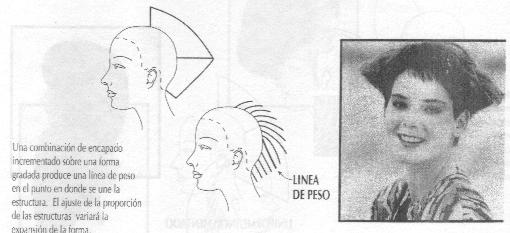 Una combinación de encapado
incrementado sobre una forma
gradada produce una línea de peso
en el punto en donde se une la
estructura. El ajuste de la proporción
de las estructuras variará la
expansión de la forma.
LINEA
DE PESO